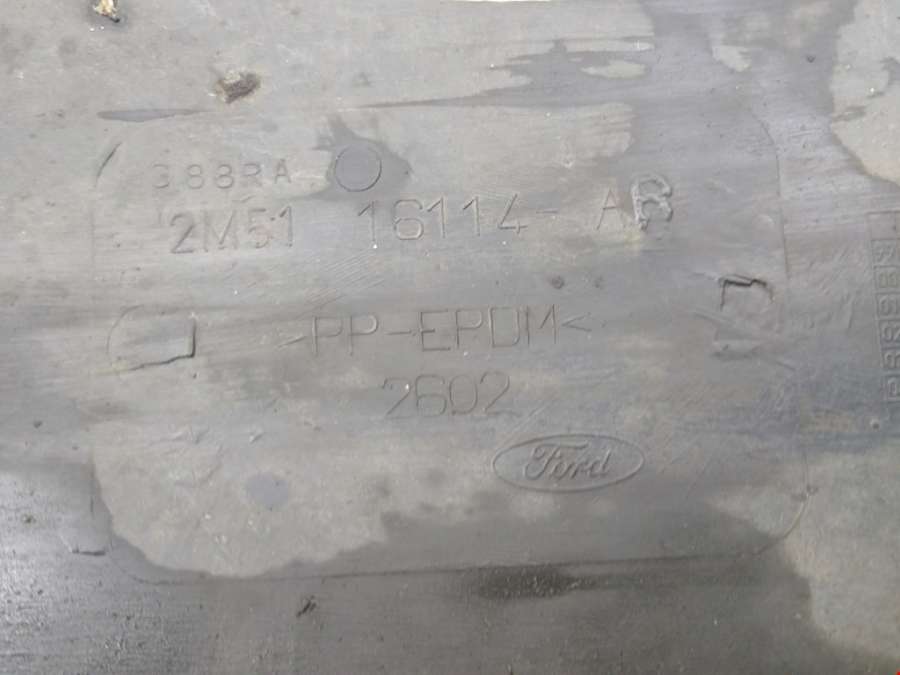 388RA
2M51 16114- AB
>PP-EPDM<
2602
Ford